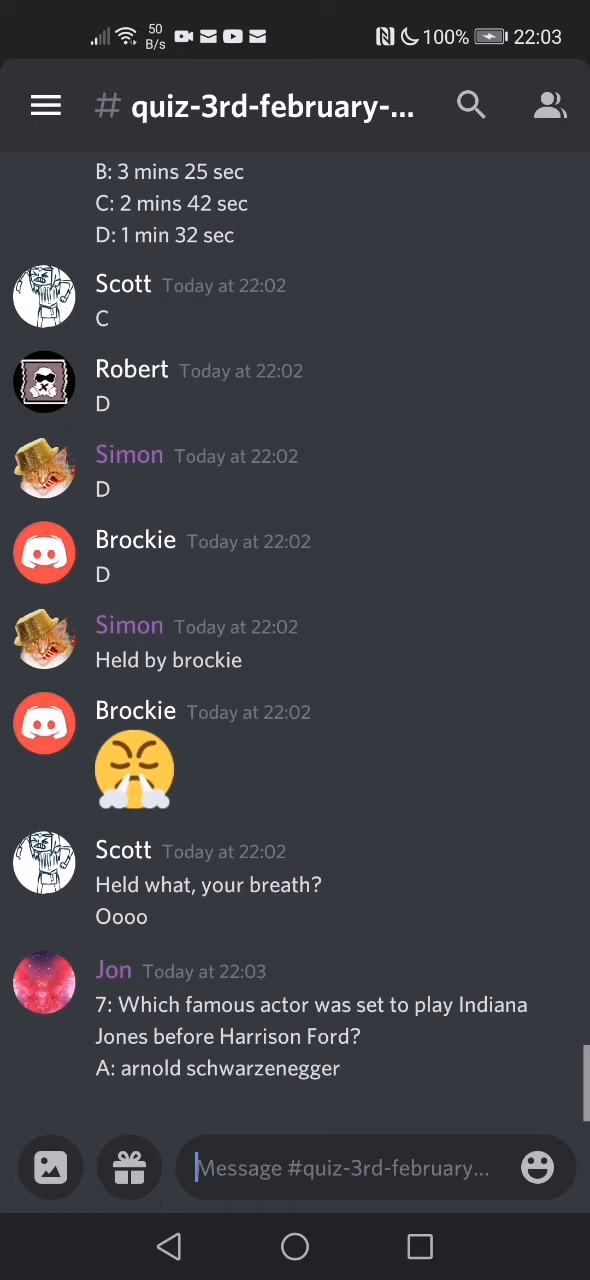 50
B/s
100%
22:03
# quiz-3rd-february-...
B: 3 mins 25 sec
C: 2 mins 42 sec
D: 1 min 32 sec
Scott Today at 22:02
C
Robert Today at 22:02
D
Simon Today at 22:02
D
Brockie Today at 22:02
D
Simon Today at 22:02
Held by brockie
Brockie Today at 22:02
Scott Today at 22:02
Held what, your breath?
Oooo
Jon Today at 22:03
7: Which famous actor was set to play Indiana
Jones before Harrison Ford?
A: arnold schwarzenegger
Message #quiz-3rd-february...